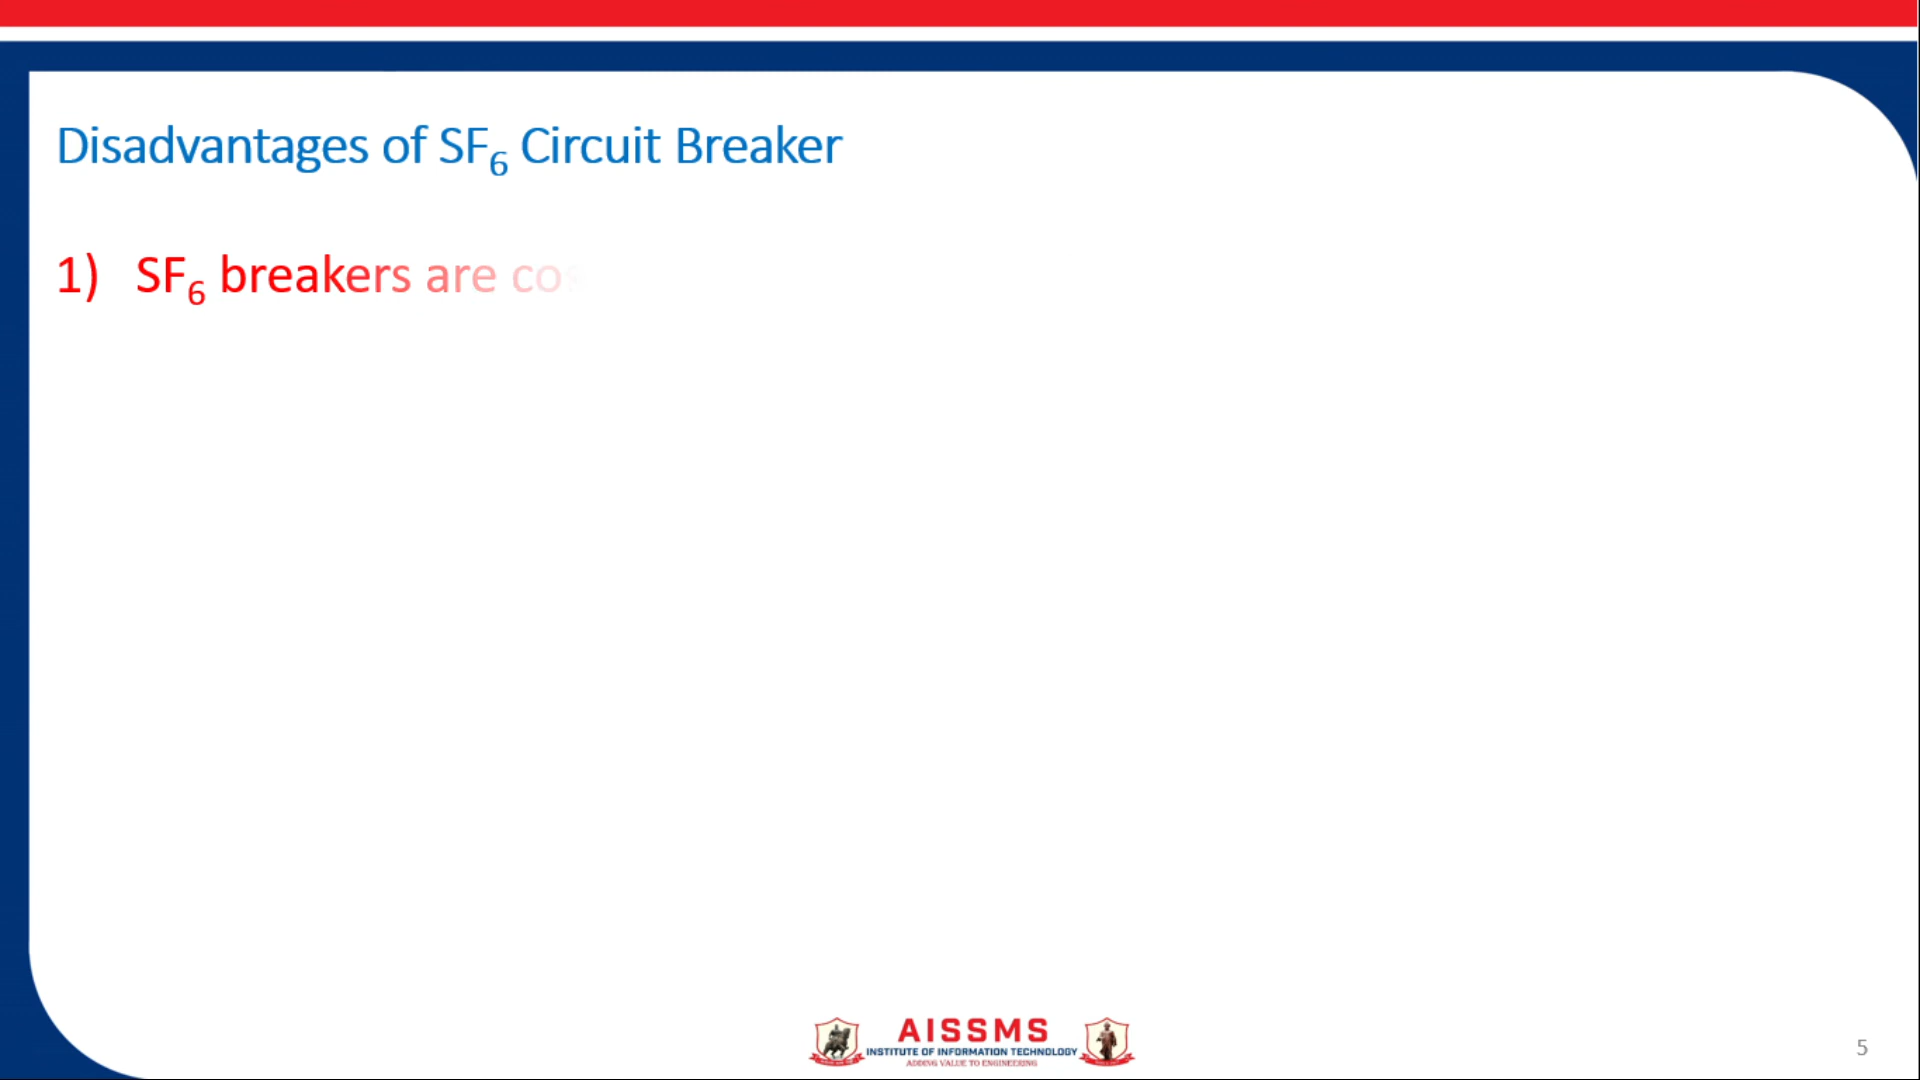 Disadvantages of SF₆ Circuit Breaker
1) SF₆ breakers are
AISSMS
INSTITUTE OF INFORMATION TECHNOLOGY
ADDING VALUE TO ENGINEERING
5